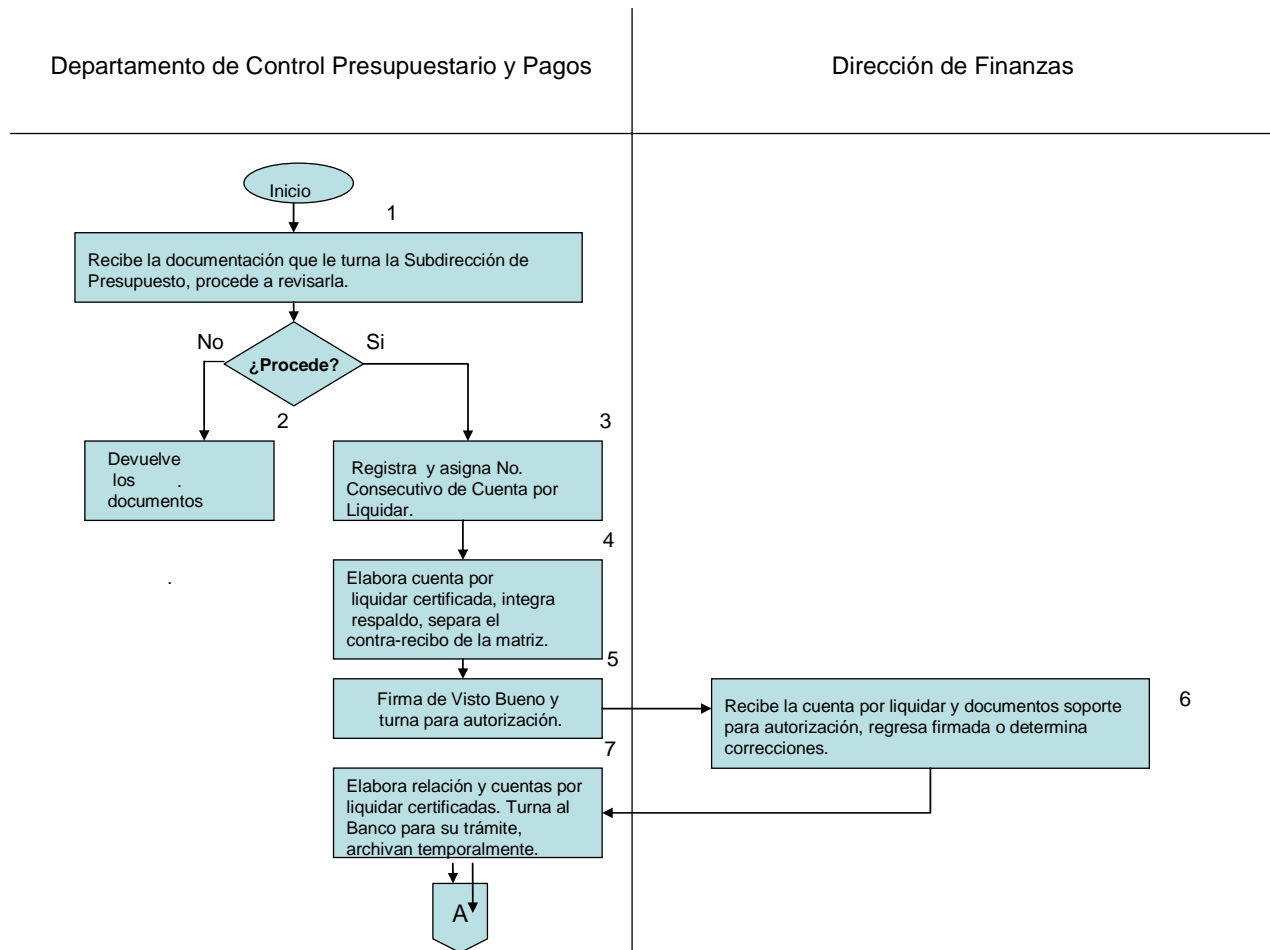 Departamento de Control Presupuestario y Pagos
Dirección de Finanzas
Inicio
1
Recibe la documentación que le turna la Subdirección de
Presupuesto, procede a revisarla.
No
Si
¿Procede?
2
3
Devuelve
los .
documentos
.
Registra y asigna No.
Consecutivo de Cuenta por
Liquidar.
4
Elabora cuenta por
liquidar certificada, integra
respaldo, separa el
contra-recibo de la matriz.
5
Firma de Visto Bueno y
turna para autorización.
6
Recibe la cuenta por liquidar y documentos soporte
para autorización, regresa firmada o determina
correcciones.
7
Elabora relación y cuentas por
liquidar certificadas. Turna al
Banco para su trámite,
archivan temporalmente.
A